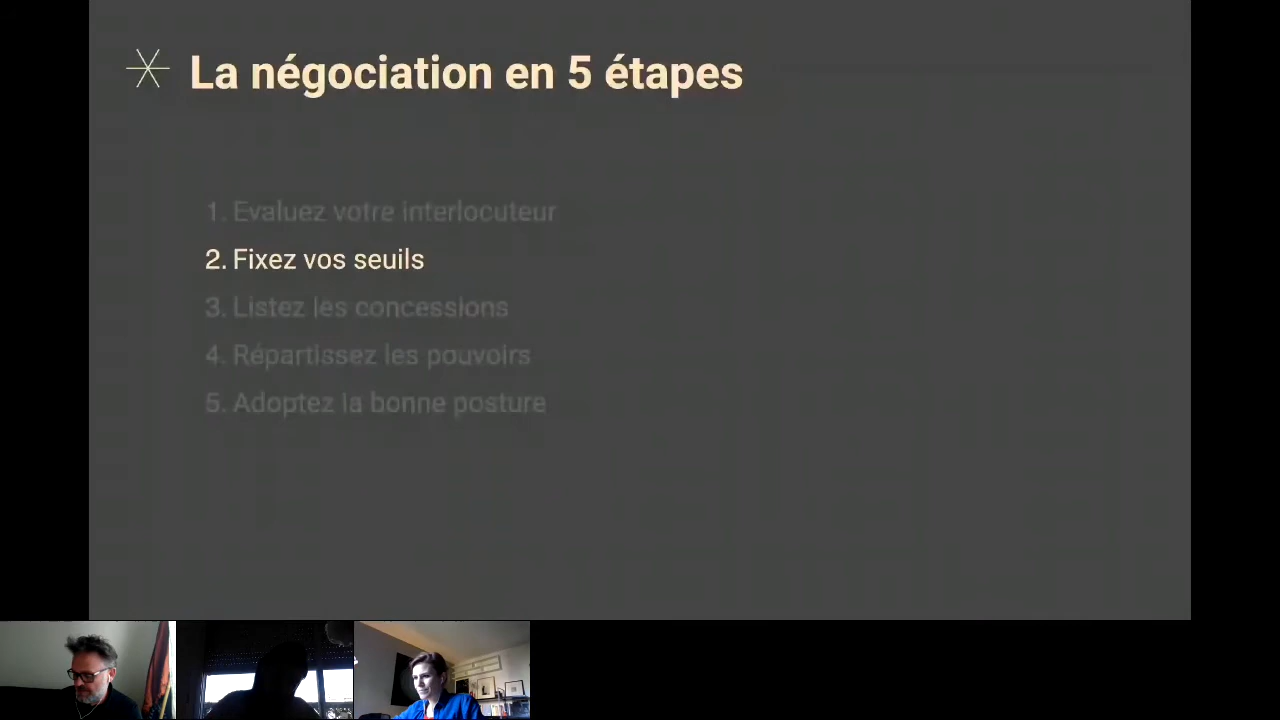 La négociation en 5 étapes
1. Evaluez votre interlocuteur
2. Fixez vos seuils
3. Listez les concessions
4. Répartissez les pouvoirs
5. Adoptez la bonne posture